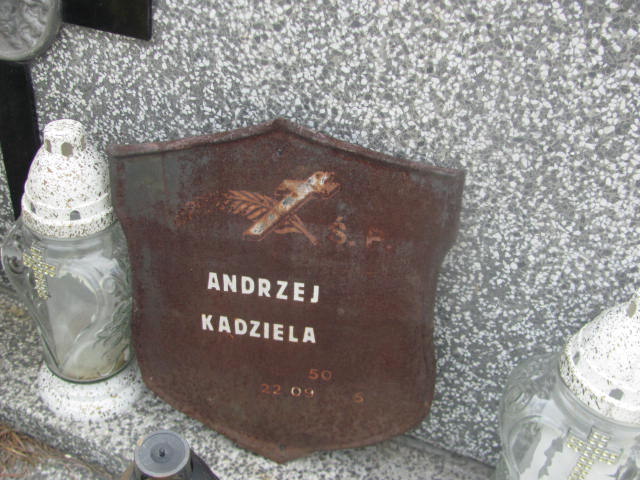 Ś. P.
ANDRZEJ
KADZIELA
50
22 09 5